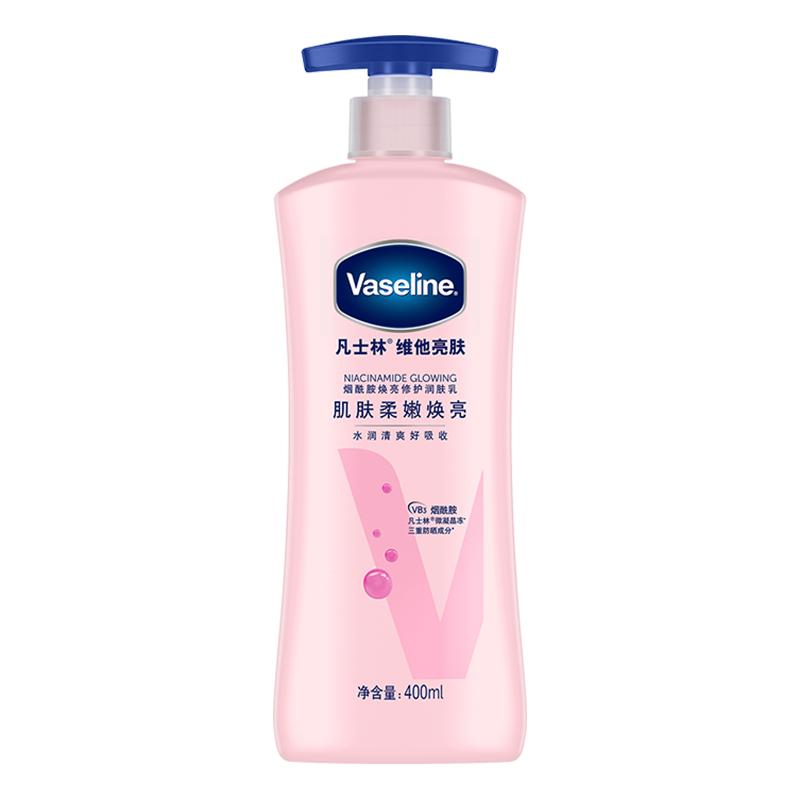 Vaseline®
凡士林®维他亮肤
NIACINAMIDE GLOWING
烟酰胺焕亮修护润肤乳
肌肤柔嫩焕亮
水润清爽好吸收
VB3 烟酰胺
凡士林®微凝晶冻*
三重防晒成分*
净含量:400ml